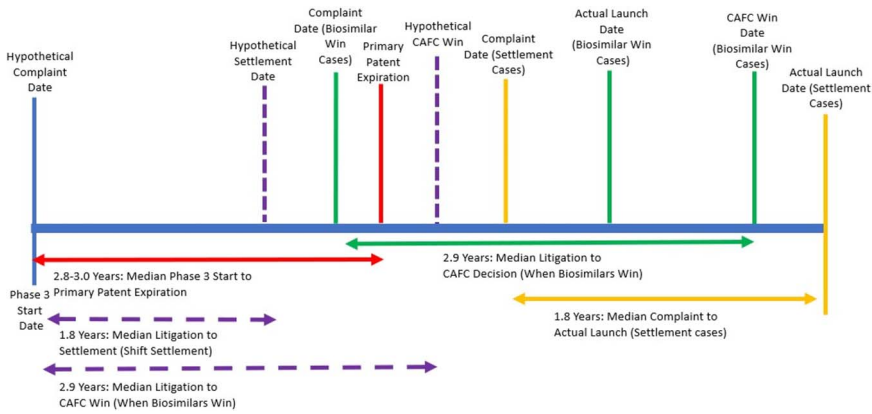 Hypothetical
Complaint
Date
Hypothetical
Settlement
Date
Complaint
Date (Biosimilar
Win
Cases)
Primary
Patent
Expiration
Hypothetical
CAFC Win
Complaint
Date (Settlement
Cases)
Actual Launch
Date
(Biosimilar Win
Cases)
CAFC Win
Date
(Biosimilar Win
Cases)
Actual Launch
Date (Settlement
Cases)
Phase 3
Start
Date
2.8-3.0 Years: Median Phase 3 Start to
Primary Patent Expiration
2.9 Years: Median Litigation to
CAFC Decision (When Biosimilars Win)
1.8 Years: Median Litigation to
Settlement (Shift Settlement)
1.8 Years: Median Complaint to
Actual Launch (Settlement cases)
2.9 Years: Median Litigation to
CAFC Win (When Biosimilars Win)